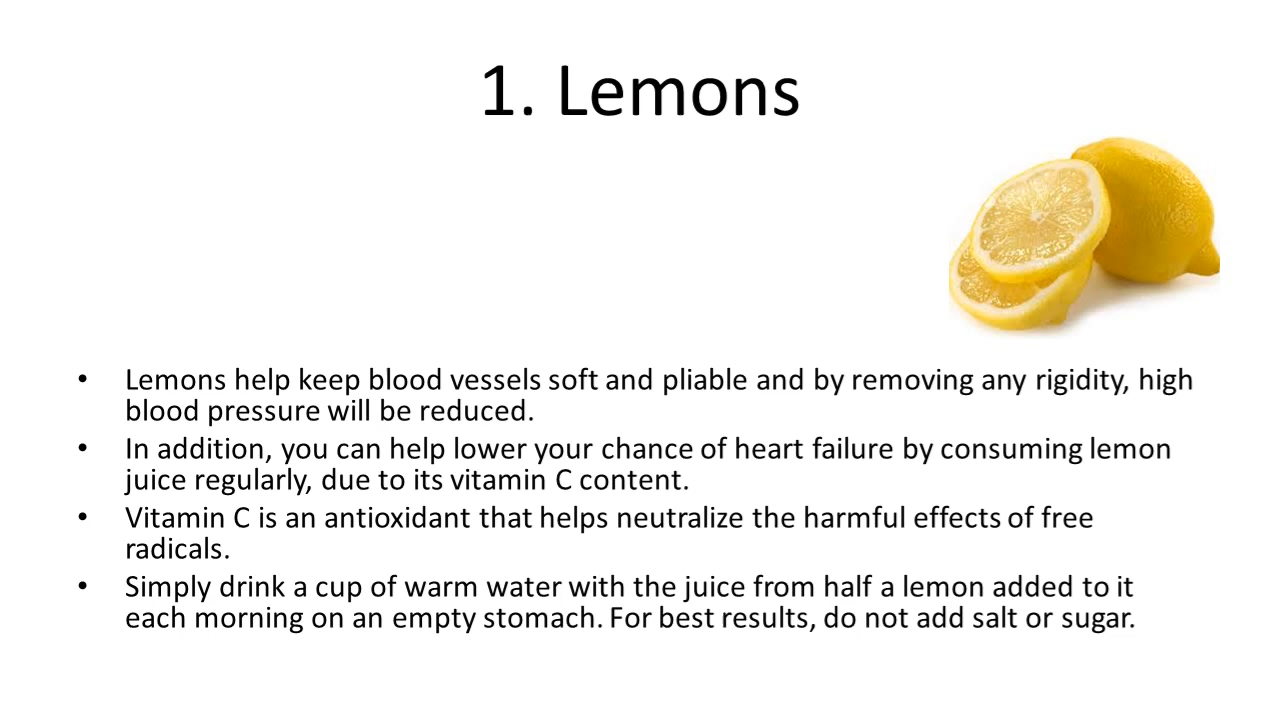 1. Lemons
• Lemons help keep blood vessels soft and pliable and by removing any rigidity, high
blood pressure will be reduced.
• In addition, you can help lower your chance of heart failure by consuming lemon
juice regularly, due to its vitamin C content.
• Vitamin C is an antioxidant that helps neutralize the harmful effects of free
radicals.
• Simply drink a cup of warm water with the juice from half a lemon added to it
each morning on an empty stomach. For best results, do not add salt or sugar.